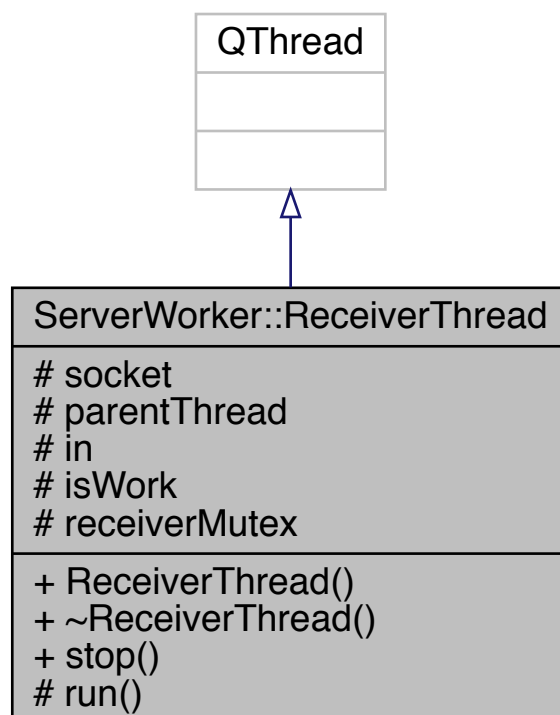 QThread
ServerWorker::ReceiverThread
# socket
# parentThread
# in
# isWork
# receiverMutex
+ ReceiverThread()
+ ~ReceiverThread()
+ stop()
# run()